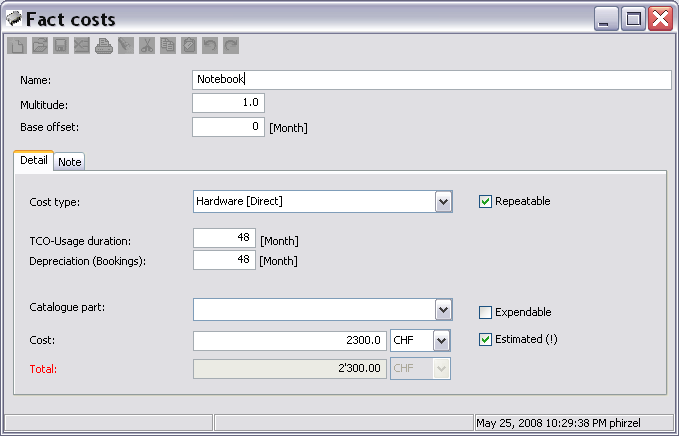 Fact costs
Name: Notebook
Multitude: 1.0
Base offset: 0 [Month]
Detail Note
Cost type: Hardware [Direct] Repeatable
TCO-Usage duration: 48 [Month]
Depreciation (Bookings): 48 [Month]
Catalogue part: Expendable
Cost: 2300.0 CHF Estimated (!)
Total: 2'300.00 CHF
May 25, 2008 10:29:38 PM phirzel